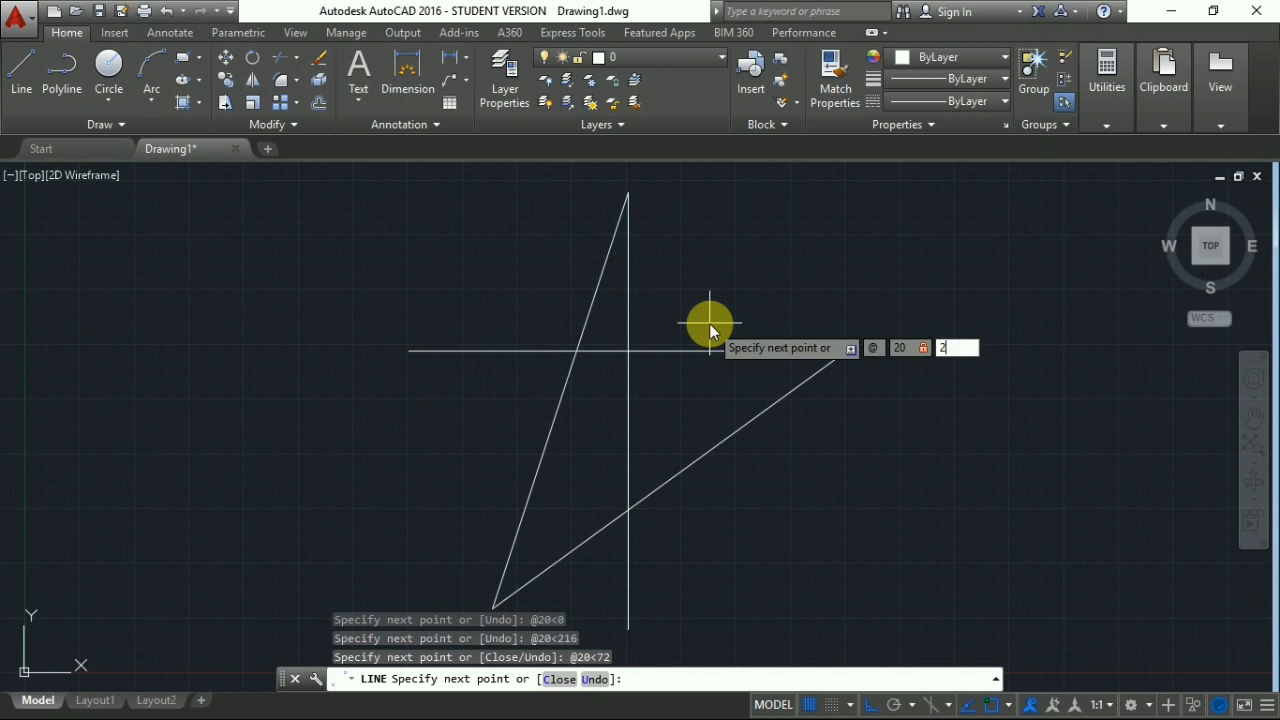 Autodesk AutoCAD 2016 - STUDENT VERSION Drawing1.dwg
Type a keyword or phrase
Sign In
Home Insert Annotate Parametric View Manage Output Add-ins A360 Express Tools Featured Apps BIM 360 Performance
0
ByLayer
ByLayer
ByLayer
Line Polyline Circle Arc
Text Dimension
Layer Properties
Insert
Match Properties
Group
Utilities
Clipboard
View
Draw Modify Annotation Layers Block Properties Groups
Start Drawing1*
[−][Top][2D Wireframe]
N
W TOP E
S
WCS
Specify next point or @ 20 2
Y
X
Specify next point or [Undo]: @20<0
Specify next point or [Undo]: @20<216
Specify next point or [Close/Undo]: @20<72
LINE Specify next point or [Close Undo]:
Model Layout1 Layout2
MODEL 1:1